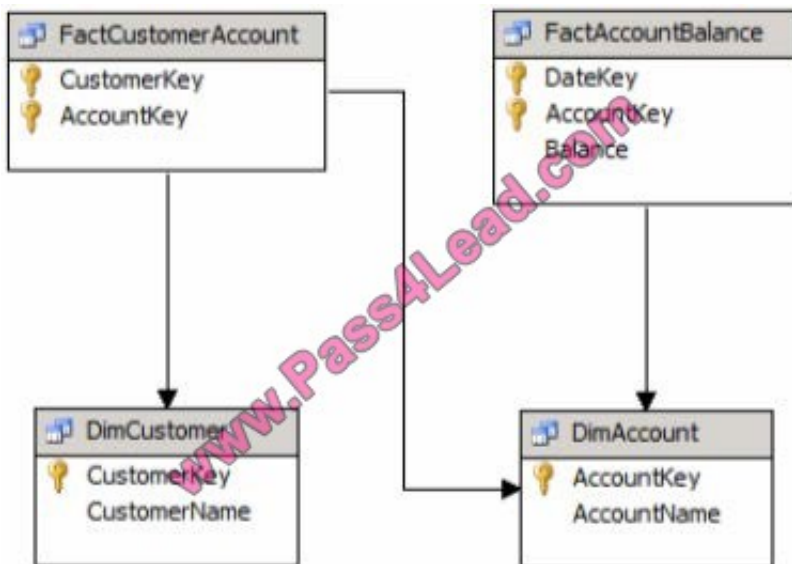 FactCustomerAccount
CustomerKey
AccountKey
FactAccountBalance
DateKey
AccountKey
Balance
DimCustomer
CustomerKey
CustomerName
DimAccount
AccountKey
AccountName
www.Pass4Lead.com